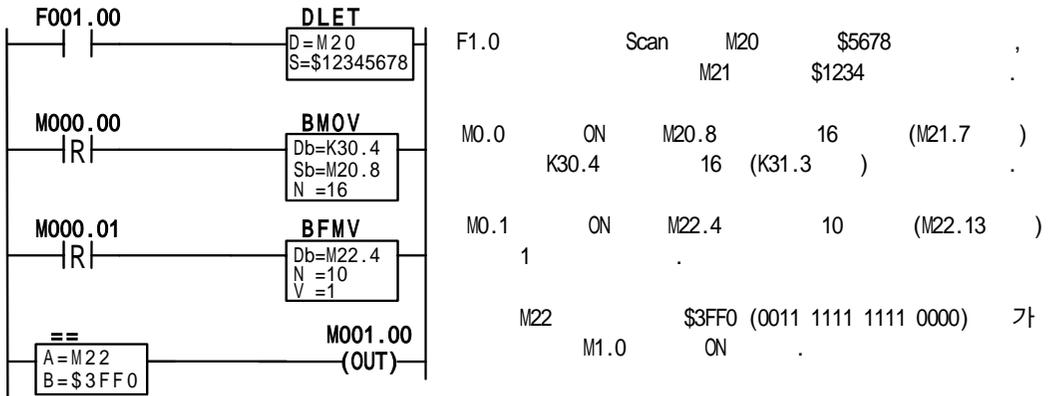 F001.00
DLET
D=M20
S=$12345678
F1.0 Scan M20 $5678 ,
M21 $1234 .
M000.00
R
BMOV
Db=K30.4
Sb=M20.8
N =16
M0.0 ON M20.8 16 (M21.7 )
K30.4 16 (K31.3 ) .
M000.01
R
BFMV
Db=M22.4
N =10
V =1
M0.1 ON M22.4 10 (M22.13 )
1 .
==
A=M22
B=$3FF0
M001.00
(OUT)
M22 $3FF0 (0011 1111 1111 0000) 가
M1.0 ON .